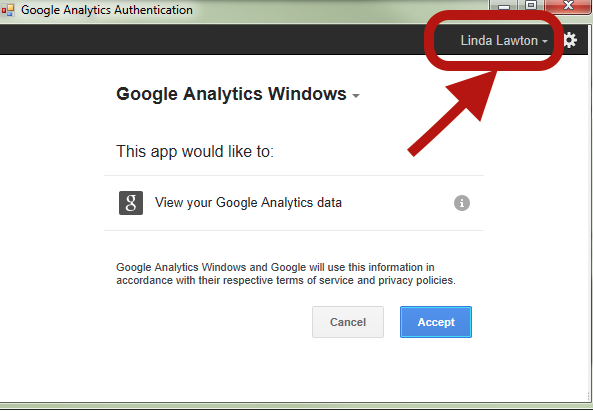 Google Analytics Authentication
Linda Lawton
Google Analytics Windows
This app would like to:
g View your Google Analytics data i
Google Analytics Windows and Google will use this information in
accordance with their respective terms of service and privacy policies.
Cancel Accept